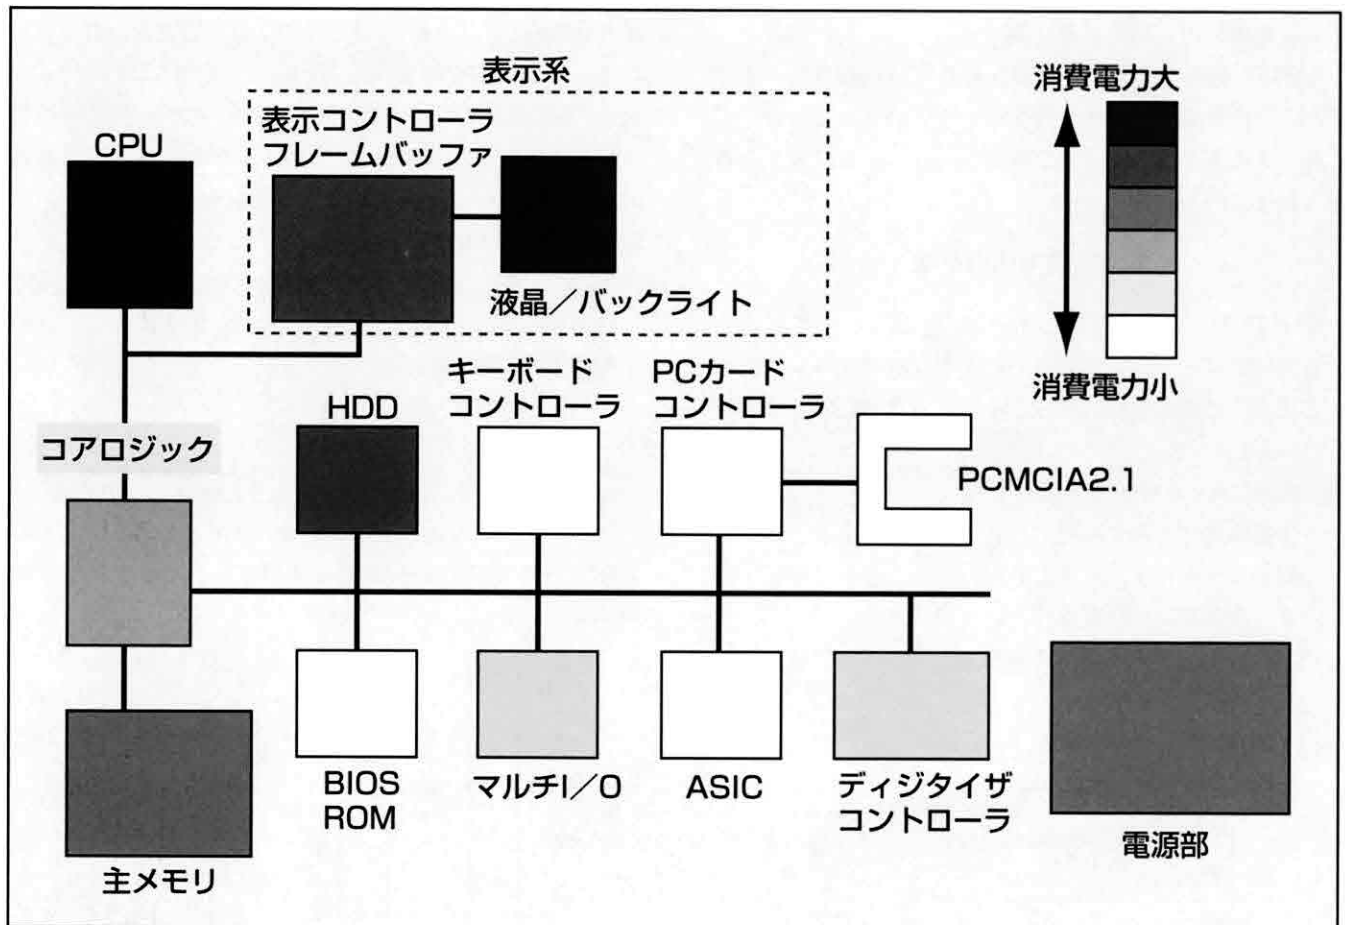 表示系
消費電力大
表示コントローラ
フレームバッファ
CPU
液晶／バックライト
消費電力小
キーボード
コントローラ
PCカード
コントローラ
HDD
コアロジック
PCMCIA2.1
BIOS
ROM
マルチI／O
ASIC
ディジタイザ
コントローラ
電源部
主メモリ